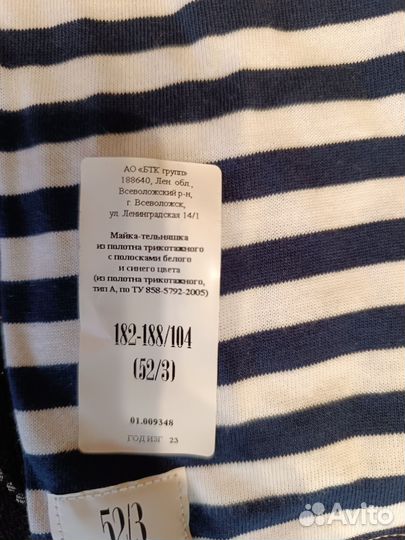 АО «БТК групп»
188640, Лен. обл.,
Всеволожский р-н,
г. Всеволожск,
ул. Ленинградская 14/1
Майка-тельняшка
из полотна трикотажного
с полосками белого
и синего цвета
(из полотна трикотажного,
тип А, по ТУ 858-5792-2005)
182-188/104
(52/3)
01.009348
ГОД ИЗГ 23
52/3
Avito